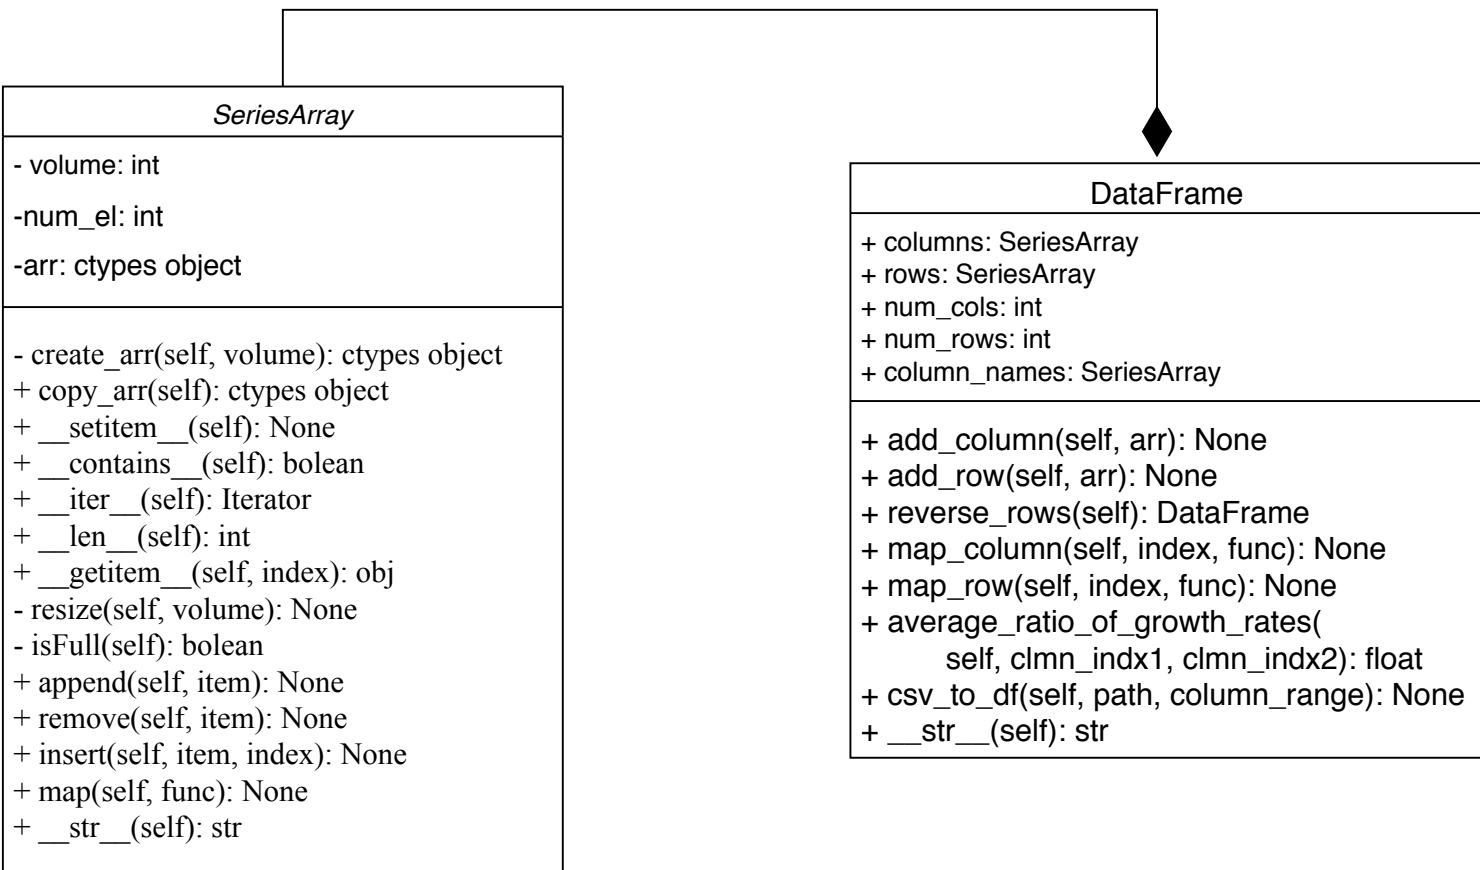 SeriesArray
- volume: int
-num_el: int
-arr: ctypes object
- create_arr(self, volume): ctypes object
+ copy_arr(self): ctypes object
+ __setitem__(self): None
+ __contains__(self): bolean
+ __iter__(self): Iterator
+ __len__(self): int
+ __getitem__(self, index): obj
- resize(self, volume): None
- isFull(self): bolean
+ append(self, item): None
+ remove(self, item): None
+ insert(self, item, index): None
+ map(self, func): None
+ __str__(self): str
DataFrame
+ columns: SeriesArray
+ rows: SeriesArray
+ num_cols: int
+ num_rows: int
+ column_names: SeriesArray
+ add_column(self, arr): None
+ add_row(self, arr): None
+ reverse_rows(self): DataFrame
+ map_column(self, index, func): None
+ map_row(self, index, func): None
+ average_ratio_of_growth_rates(
self, clmn_indx1, clmn_indx2): float
+ csv_to_df(self, path, column_range): None
+ __str__(self): str